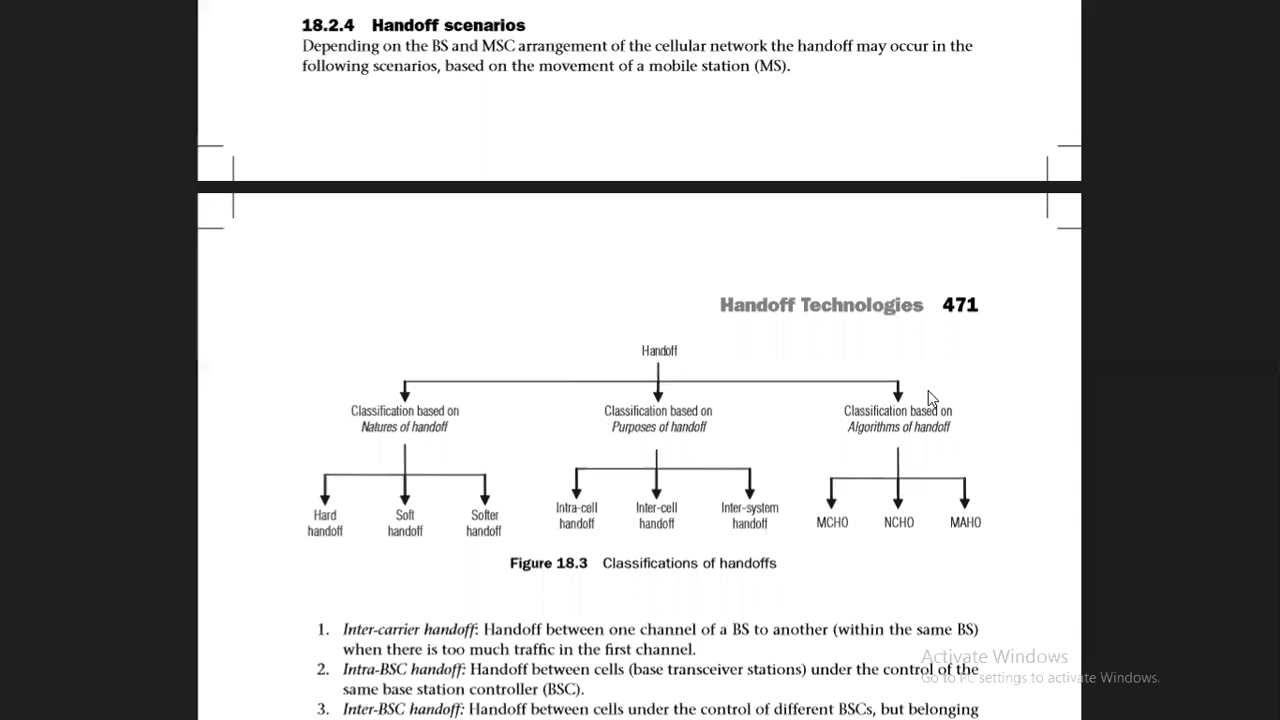 18.2.4 Handoff scenarios
Depending on the BS and MSC arrangement of the cellular network the handoff may occur in the
following scenarios, based on the movement of a mobile station (MS).
Handoff Technologies 471
Handoff
Classification based on
Natures of handoff
Classification based on
Purposes of handoff
Classification based on
Algorithms of handoff
Hard
handoff
Soft
handoff
Softer
handoff
Intra-cell
handoff
Inter-cell
handoff
Inter-system
handoff
MCHO
NCHO
MAHO
Figure 18.3 Classifications of handoffs
1. Inter-carrier handoff: Handoff between one channel of a BS to another (within the same BS)
when there is too much traffic in the first channel.
2. Intra-BSC handoff: Handoff between cells (base transceiver stations) under the control of the
same base station controller (BSC).
3. Inter-BSC handoff: Handoff between cells under the control of different BSCs, but belonging
Activate Windows
Go to PC settings to activate Windows.